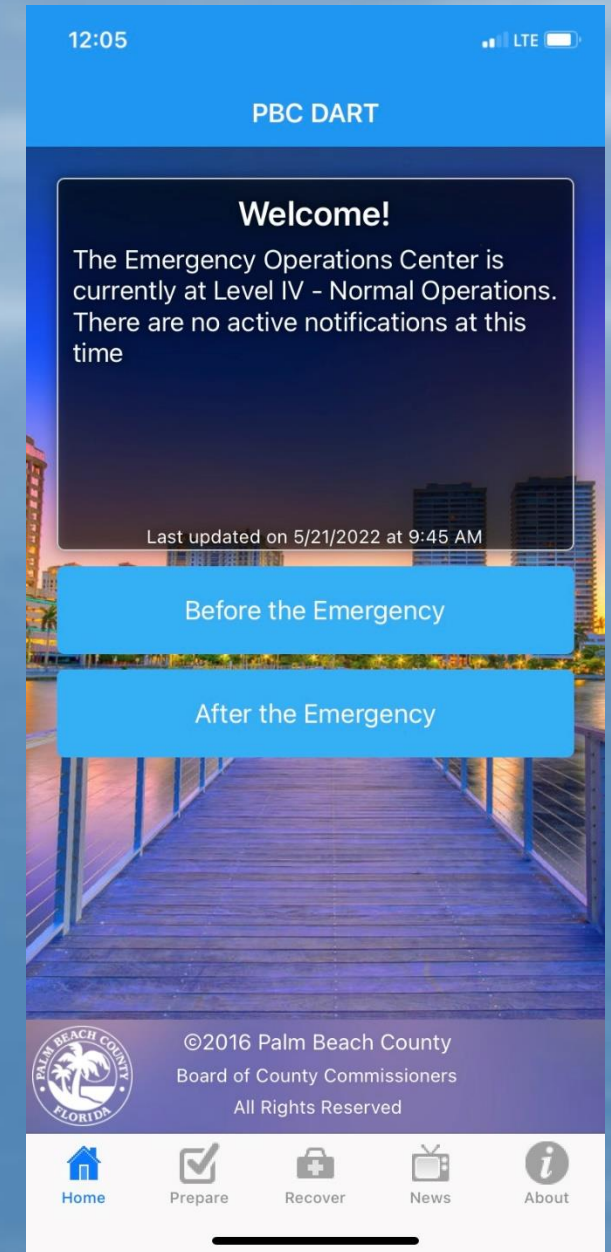 12:05
LTE
PBC DART
Welcome!
The Emergency Operations Center is
currently at Level IV - Normal Operations.
There are no active notifications at this
time
Last updated on 5/21/2022 at 9:45 AM
Before the Emergency
After the Emergency
PALM BEACH COUNTY
FLORIDA
©2016 Palm Beach County
Board of County Commissioners
All Rights Reserved
Home
Prepare
Recover
News
About